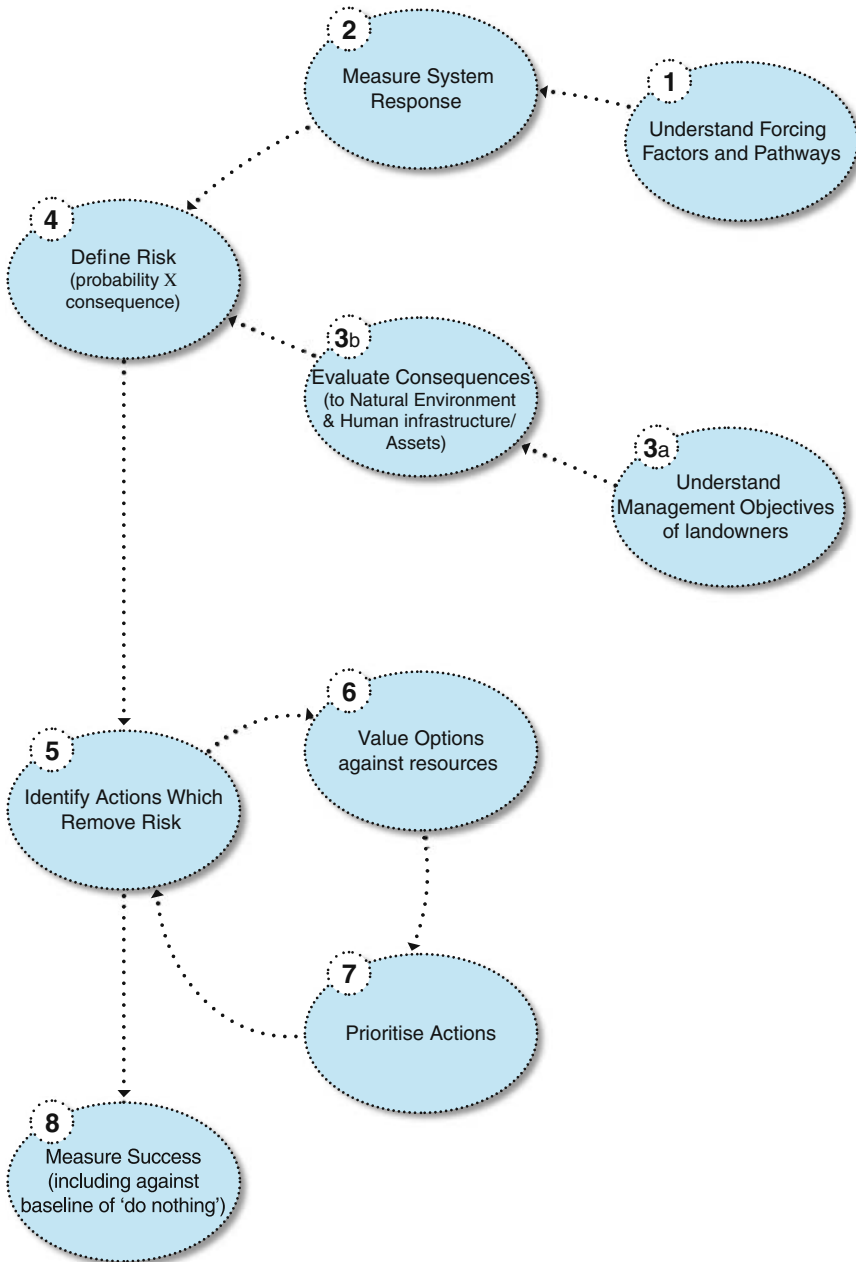 2
Measure System
Response
1
Understand Forcing
Factors and Pathways
4
Define Risk
(probability X
consequence)
3b
Evaluate Consequences
(to Natural Environment
& Human infrastructure/
Assets)
3a
Understand
Management Objectives
of landowners
6
Value Options
against resources
5
Identify Actions Which
Remove Risk
7
Prioritise Actions
8
Measure Success
(including against
baseline of ‘do nothing’)